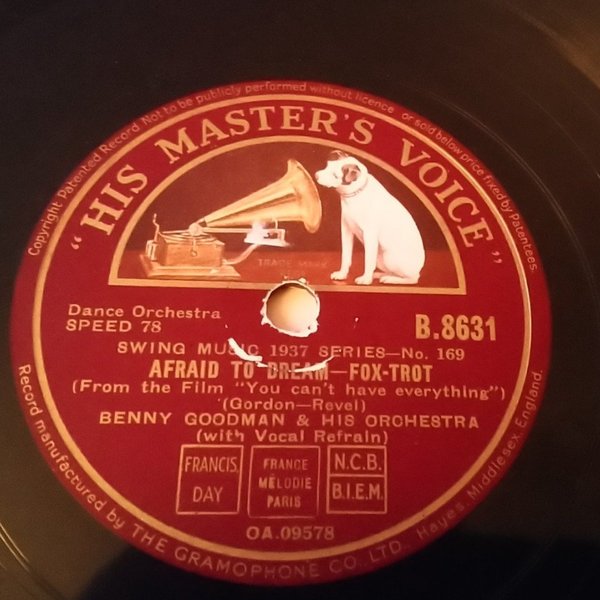 Copyright Patented Record Not to be publicly performed without licence or sold below price fixed by Patentees.
"HIS MASTER'S VOICE"
TRADE MARK
Dance Orchestra
SPEED 78
B.8631
SWING MUSIC 1937 SERIES—No. 169
AFRAID TO DREAM—FOX-TROT
(From the Film "You can't have everything")
(Gordon—Revel)
BENNY GOODMAN & HIS ORCHESTRA
(with Vocal Refrain)
FRANCIS,
DAY
FRANCE
MÉLODIE
PARIS
N.C.B.
B.I.E.M.
OA.09578
Record manufactured by THE GRAMOPHONE CO. LTD., Hayes, Middlesex, England.